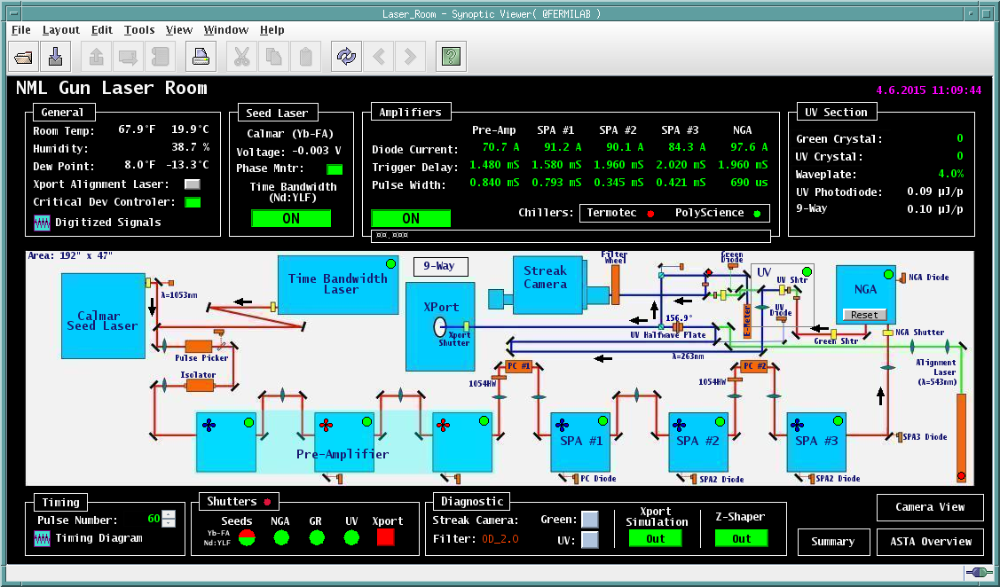 Laser_Room - Synoptic Viewer( @FERMILAB )
File Layout Edit Tools View Window Help
NML Gun Laser Room
4.6.2015 11:09:44
General
Room Temp: 67.9°F 19.9°C
Humidity: 38.7 %
Dew Point: 8.0°F -13.3°C
Xport Alignment Laser:
Critical Dev Controler:
Digitized Signals
Seed Laser
Calmar (Yb-FA)
Voltage: -0.003 V
Phase Mntr:
Time Bandwidth
(Nd:YLF)
ON
Amplifiers
Pre-Amp SPA #1 SPA #2 SPA #3 NGA
Diode Current: 70.7 A 91.2 A 90.1 A 84.3 A 97.6 A
Trigger Delay: 1.480 mS 1.580 mS 1.960 mS 2.020 mS 1.960 mS
Pulse Width: 0.840 mS 0.793 mS 0.345 mS 0.421 mS 690 us
ON
Chillers: Termotec PolyScience
UV Section
Green Crystal: 0
UV Crystal: 0
Waveplate: 4.0%
UV Photodiode: 0.09 µJ/p
9-Way 0.10 µJ/p
Area: 192" x 47"
Calmar
Seed Laser
λ=1053nm
Time Bandwidth
Laser
9-Way
XPort
Xport
Shutter
Streak
Camera
Filter
Wheel
Green
Diode
UV
UV Shtr
UV
Diode
E-Meter
156.9°
UV Halfwave Plate
Green Shtr
NGA
Reset
NGA Diode
NGA Shutter
λ=263nm
Alignment
Laser
(λ=543nm)
Pulse Picker
Isolator
1054HW
PC #1
1054HW
PC #2
Pre-Amplifier
SPA #1
SPA #2
SPA #3
PC Diode
SPA2 Diode
SPA2 Diode
SPA3 Diode
Timing
Pulse Number: 60
Timing Diagram
Shutters
Seeds NGA GR UV Xport
Yb-FA
Nd:YLF
Diagnostic
Streak Camera:
Filter: OD_2.0
Green:
UV:
Xport
Simulation
Out
Z-Shaper
Out
Camera View
Summary
ASTA Overview